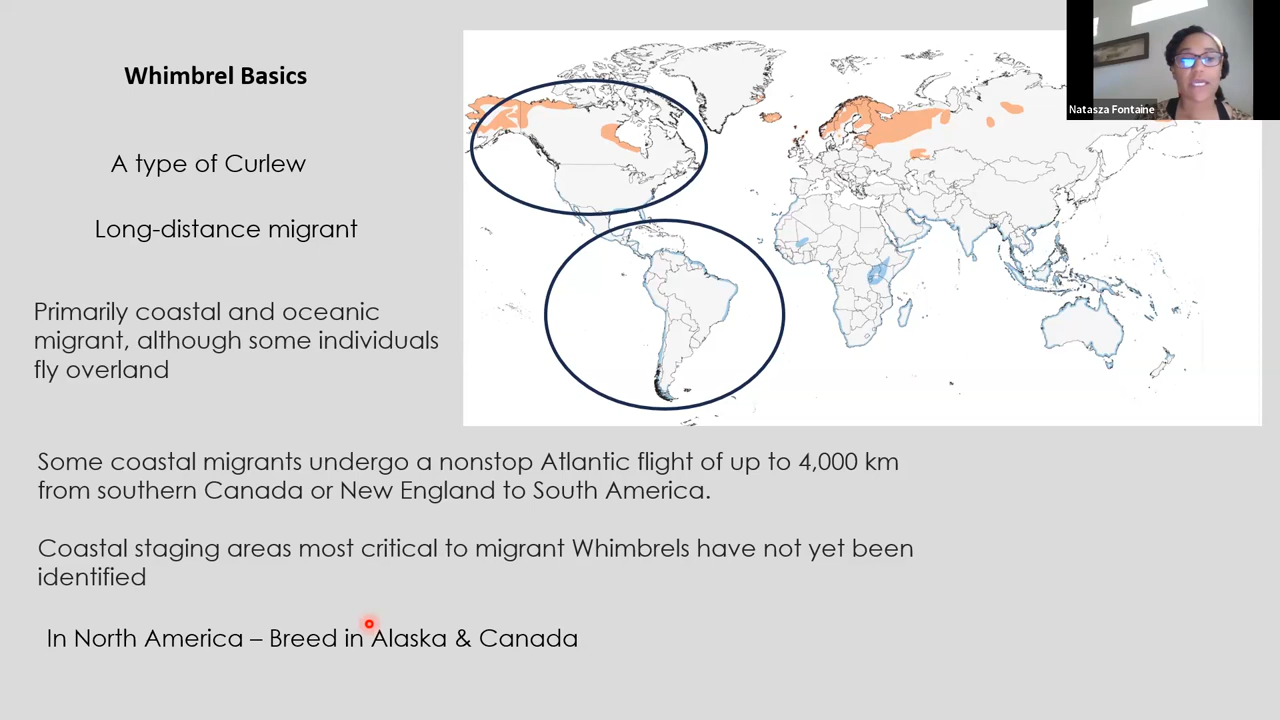 Whimbrel Basics
A type of Curlew
Long-distance migrant
Primarily coastal and oceanic
migrant, although some individuals
fly overland
Some coastal migrants undergo a nonstop Atlantic flight of up to 4,000 km
from southern Canada or New England to South America.
Coastal staging areas most critical to migrant Whimbrels have not yet been
identified
In North America – Breed in Alaska & Canada
Natasza Fontaine